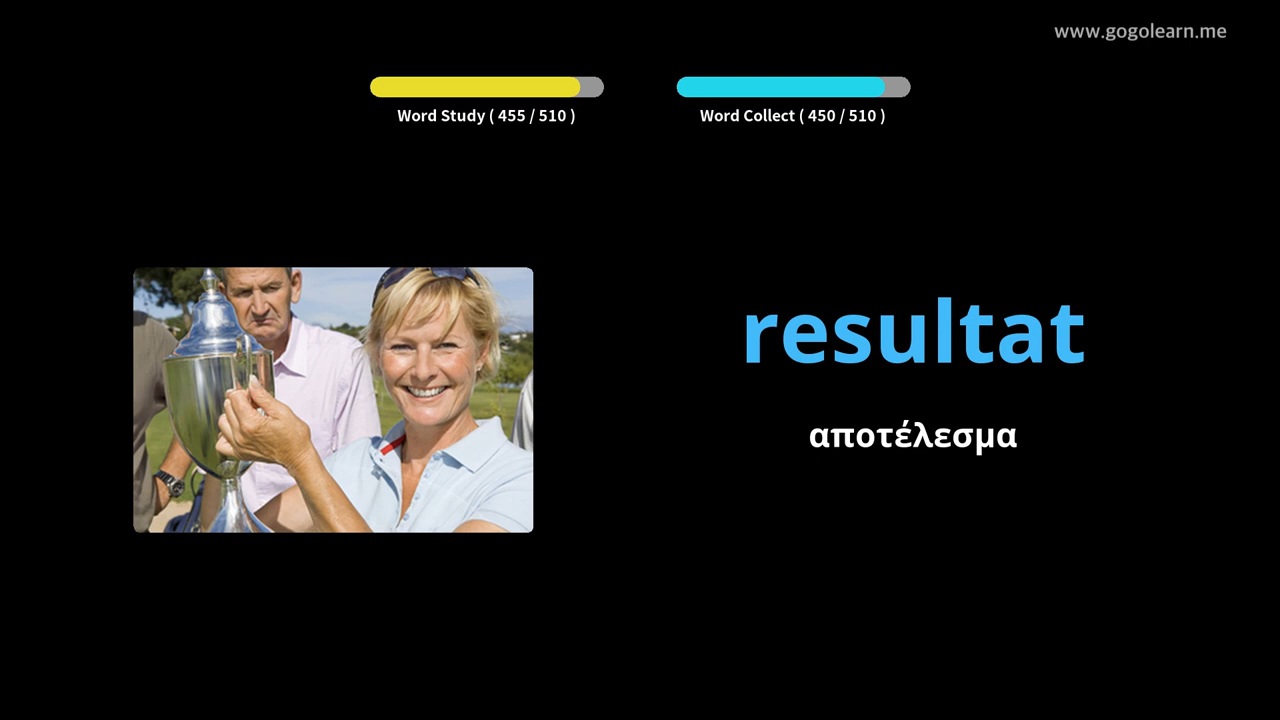 www.gogolearn.me
Word Study ( 455 / 510 )
Word Collect ( 450 / 510 )
resultat
αποτέλεσμα